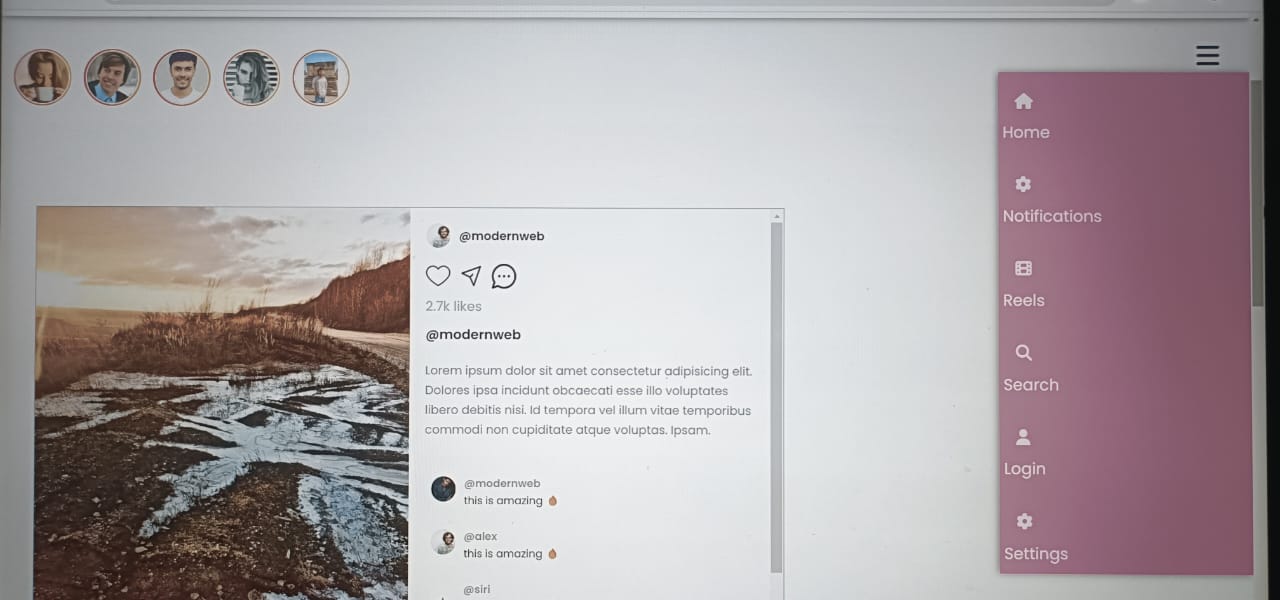 Home
Notifications
Reels
Search
Login
Settings
@modernweb
2.7k likes
@modernweb
Lorem ipsum dolor sit amet consectetur adipisicing elit.
Dolores ipsa incidunt obcaecati esse illo voluptates
libero debitis nisi. Id tempora vel illum vitae temporibus
commodi non cupiditate atque voluptas. Ipsam.
@modernweb
this is amazing
@alex
this is amazing
@siri